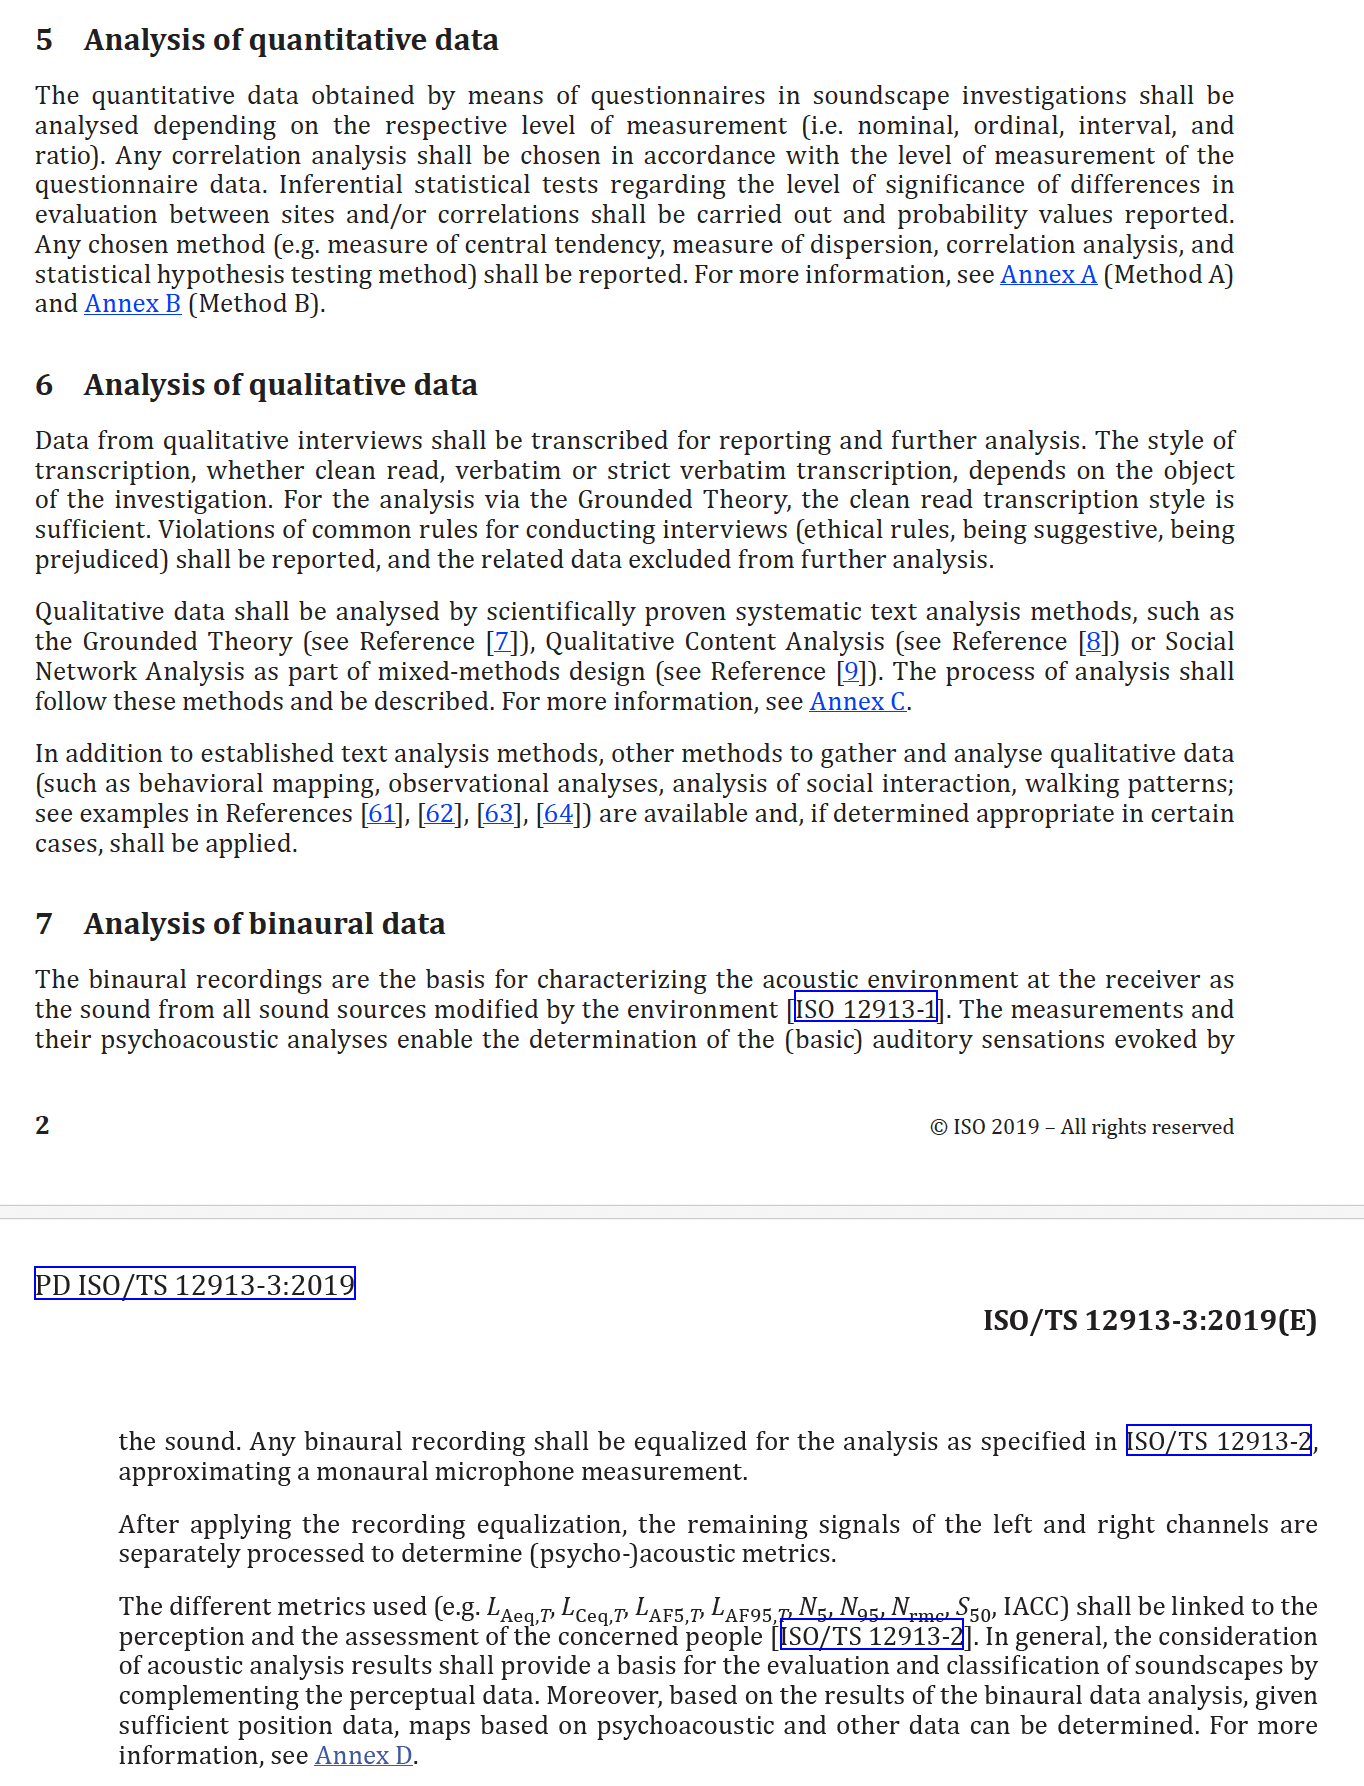 5 Analysis of quantitative data
The quantitative data obtained by means of questionnaires in soundscape investigations shall be
analysed depending on the respective level of measurement (i.e. nominal, ordinal, interval, and
ratio). Any correlation analysis shall be chosen in accordance with the level of measurement of the
questionnaire data. Inferential statistical tests regarding the level of significance of differences in
evaluation between sites and/or correlations shall be carried out and probability values reported.
Any chosen method (e.g. measure of central tendency, measure of dispersion, correlation analysis, and
statistical hypothesis testing method) shall be reported. For more information, see Annex A (Method A)
and Annex B (Method B).
6 Analysis of qualitative data
Data from qualitative interviews shall be transcribed for reporting and further analysis. The style of
transcription, whether clean read, verbatim or strict verbatim transcription, depends on the object
of the investigation. For the analysis via the Grounded Theory, the clean read transcription style is
sufficient. Violations of common rules for conducting interviews (ethical rules, being suggestive, being
prejudiced) shall be reported, and the related data excluded from further analysis.
Qualitative data shall be analysed by scientifically proven systematic text analysis methods, such as
the Grounded Theory (see Reference [7]), Qualitative Content Analysis (see Reference [8]) or Social
Network Analysis as part of mixed-methods design (see Reference [9]). The process of analysis shall
follow these methods and be described. For more information, see Annex C.
In addition to established text analysis methods, other methods to gather and analyse qualitative data
(such as behavioral mapping, observational analyses, analysis of social interaction, walking patterns;
see examples in References [61], [62], [63], [64]) are available and, if determined appropriate in certain
cases, shall be applied.
7 Analysis of binaural data
The binaural recordings are the basis for characterizing the acoustic environment at the receiver as
the sound from all sound sources modified by the environment [ISO 12913-1]. The measurements and
their psychoacoustic analyses enable the determination of the (basic) auditory sensations evoked by
2 © ISO 2019 – All rights reserved
PD ISO/TS 12913-3:2019
ISO/TS 12913-3:2019(E)
the sound. Any binaural recording shall be equalized for the analysis as specified in ISO/TS 12913-2,
approximating a monaural microphone measurement.
After applying the recording equalization, the remaining signals of the left and right channels are
separately processed to determine (psycho-)acoustic metrics.
The different metrics used (e.g. LAeq,T, LCeq,T, LAF5,T, LAF95,T, N5, N95, Nrmc, S50, IACC) shall be linked to the
perception and the assessment of the concerned people [ISO/TS 12913-2]. In general, the consideration
of acoustic analysis results shall provide a basis for the evaluation and classification of soundscapes by
complementing the perceptual data. Moreover, based on the results of the binaural data analysis, given
sufficient position data, maps based on psychoacoustic and other data can be determined. For more
information, see Annex D.